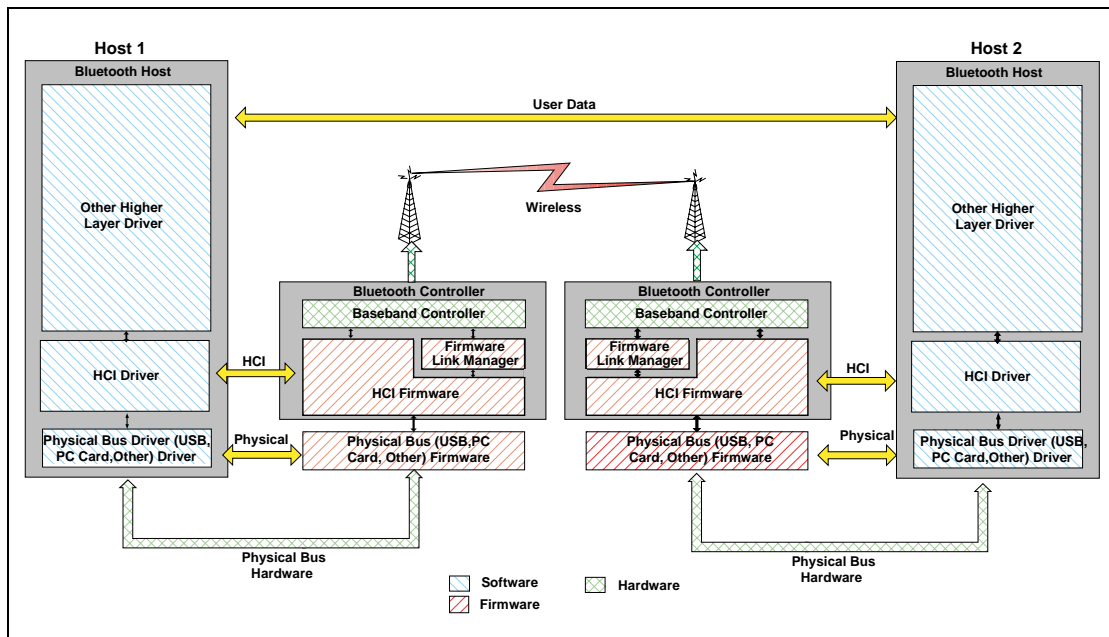 Host 1
Host 2
Bluetooth Host
Bluetooth Host
User Data
Other Higher
Layer Driver
Other Higher
Layer Driver
Wireless
Bluetooth Controller
Bluetooth Controller
Baseband Controller
Baseband Controller
Firmware
Link Manager
Firmware
Link Manager
HCI Driver
HCI
HCI Firmware
HCI Firmware
HCI
HCI Driver
Physical Bus Driver (USB,
PC Card,Other) Driver
Physical
Physical Bus (USB,PC
Card, Other) Firmware
Physical Bus (USB, PC
Card, Other) Firmware
Physical
Physical Bus Driver (USB,
PC Card,Other) Driver
Physical Bus
Hardware
Physical Bus
Hardware
Software
Hardware
Firmware